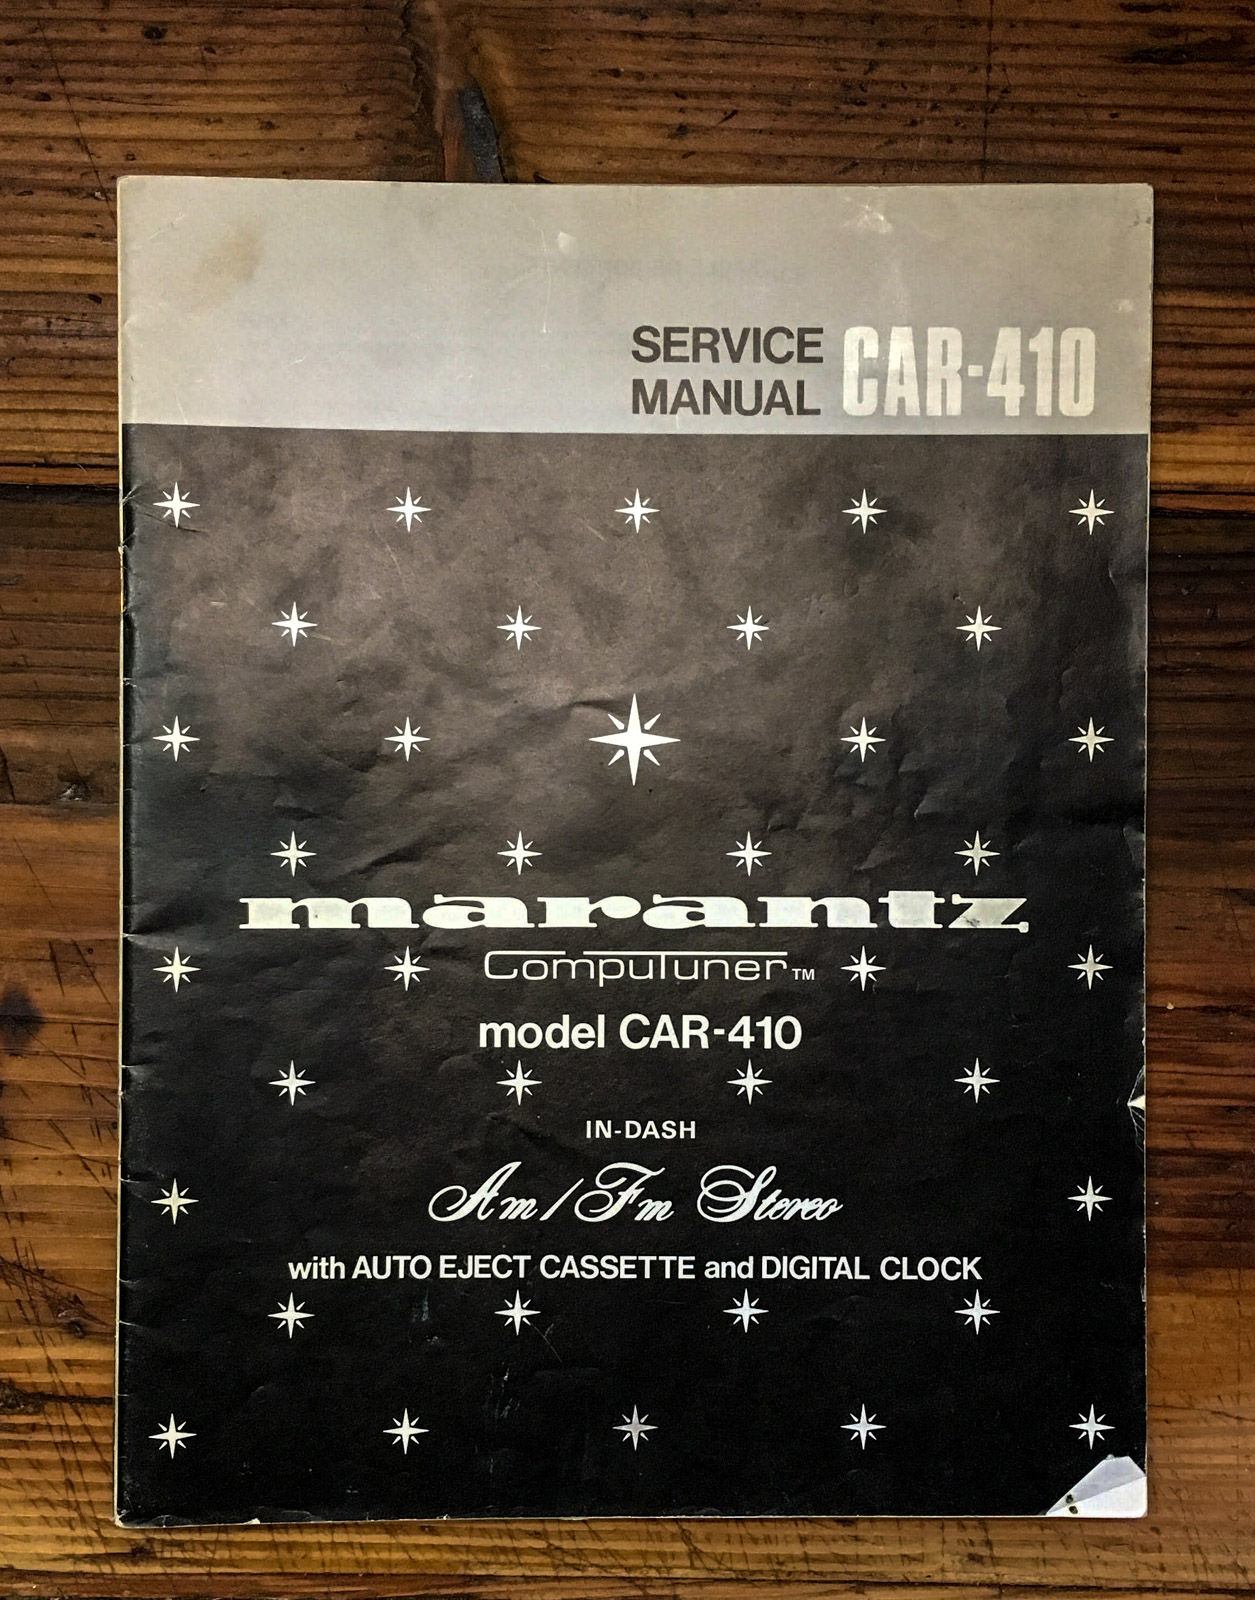 SERVICE
MANUAL
CAR-410
marantz
CompuTuner™
model CAR-410
IN-DASH
Am/Fm Stereo
with AUTO EJECT CASSETTE and DIGITAL CLOCK